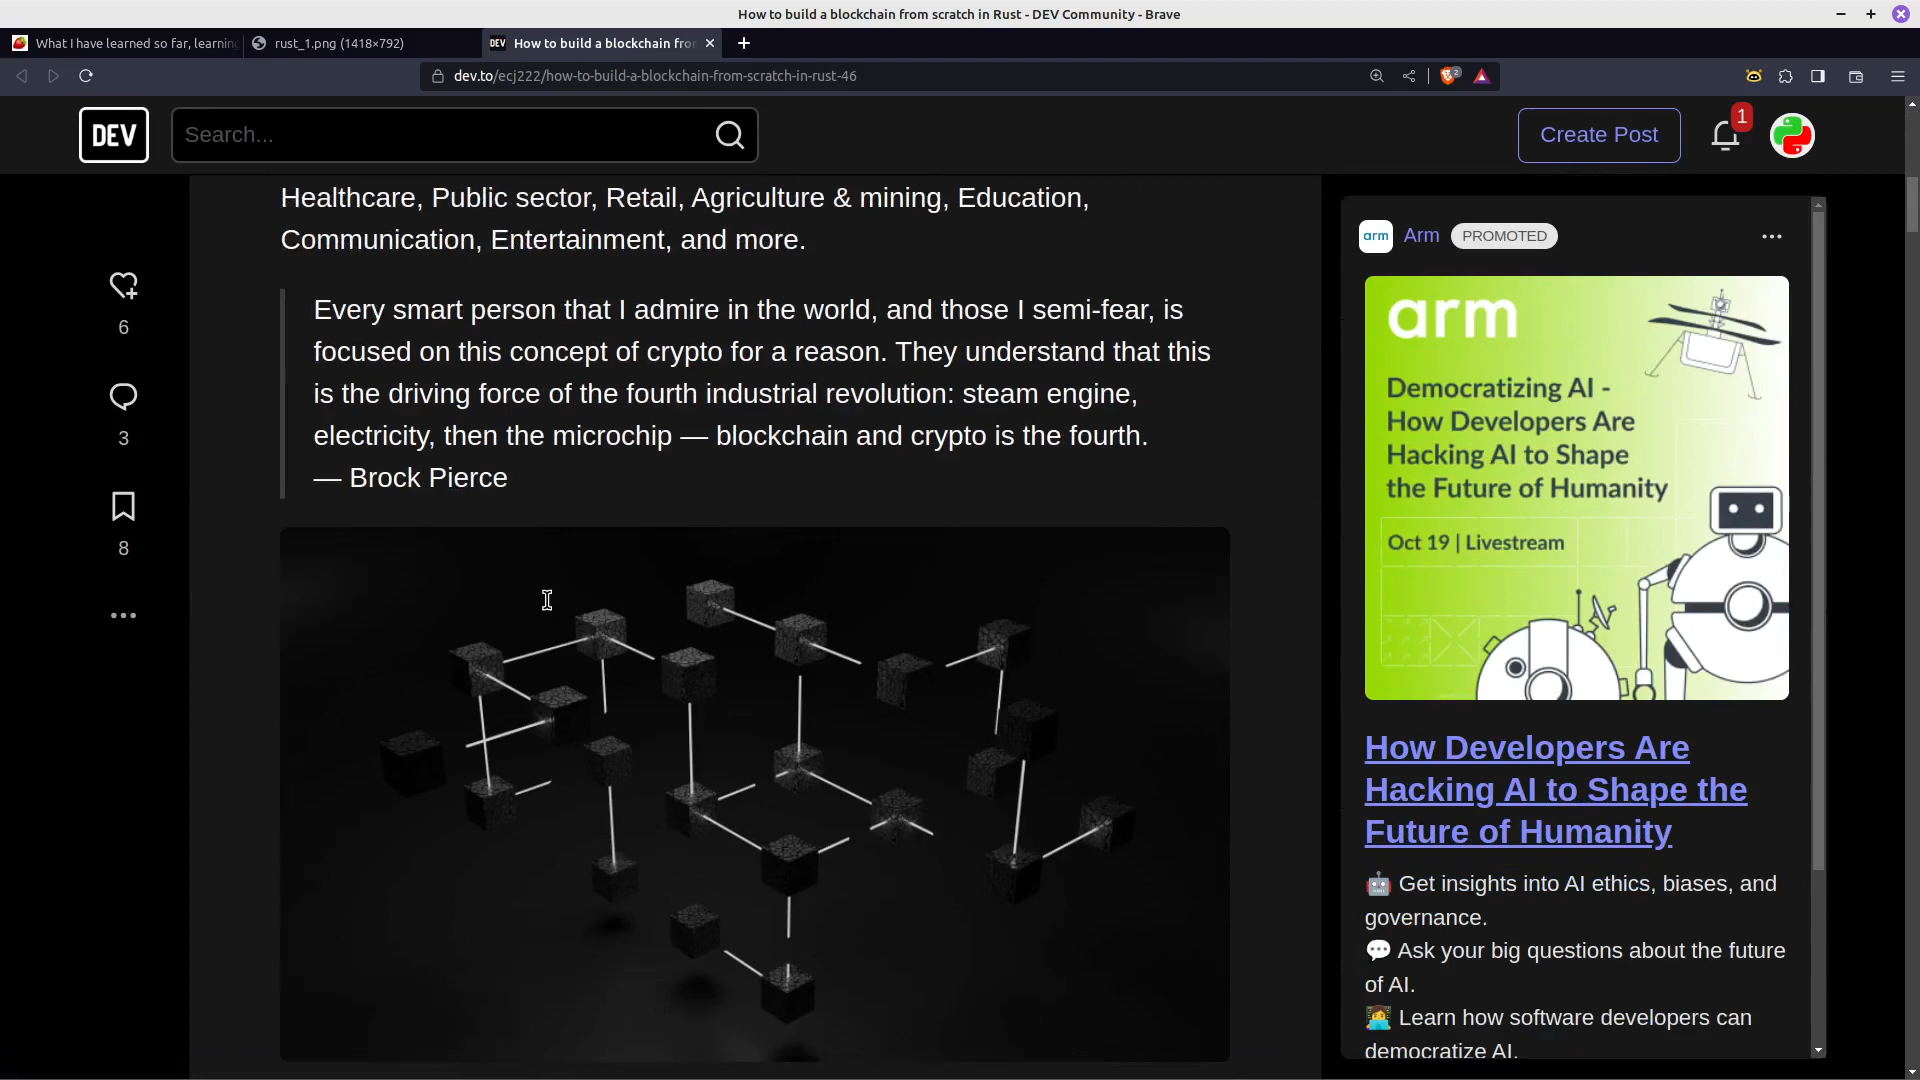 How to build a blockchain from scratch in Rust - DEV Community - Brave
What I have learned so far, learning
rust_1.png (1418×792)
DEV How to build a blockchain fro
dev.to/ecj222/how-to-build-a-blockchain-from-scratch-in-rust-46
2
DEV
Search...
Create Post
1
Healthcare, Public sector, Retail, Agriculture & mining, Education,
Communication, Entertainment, and more.
Every smart person that I admire in the world, and those I semi-fear, is
focused on this concept of crypto for a reason. They understand that this
is the driving force of the fourth industrial revolution: steam engine,
electricity, then the microchip — blockchain and crypto is the fourth.
— Brock Pierce
6
3
8
arm Arm PROMOTED
arm
Democratizing AI -
How Developers Are
Hacking AI to Shape
the Future of Humanity
Oct 19 | Livestream
How Developers Are
Hacking AI to Shape the
Future of Humanity
🤖 Get insights into AI ethics, biases, and
governance.
💬 Ask your big questions about the future
of AI.
👩‍💻 Learn how software developers can
democratize AI.